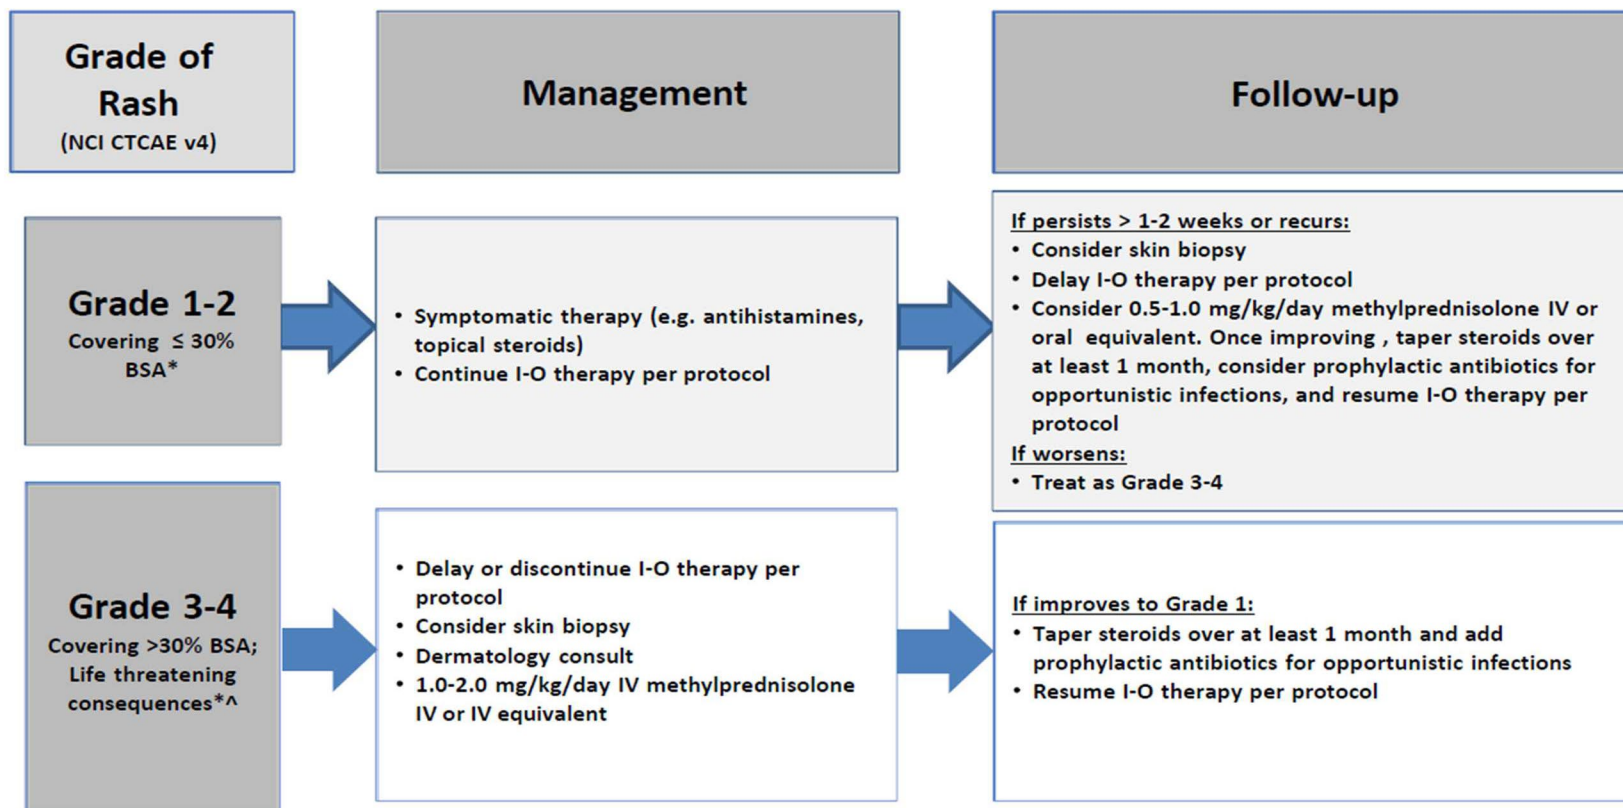 Grade of
Rash
(NCI CTCAE v4)
Management
Follow-up
Grade 1-2
Covering ≤ 30%
BSA*
• Symptomatic therapy (e.g. antihistamines,
topical steroids)
• Continue I-O therapy per protocol
If persists > 1-2 weeks or recurs:
• Consider skin biopsy
• Delay I-O therapy per protocol
• Consider 0.5-1.0 mg/kg/day methylprednisolone IV or
oral equivalent. Once improving , taper steroids over
at least 1 month, consider prophylactic antibiotics for
opportunistic infections, and resume I-O therapy per
protocol
If worsens:
• Treat as Grade 3-4
Grade 3-4
Covering >30% BSA;
Life threatening
consequences*^
• Delay or discontinue I-O therapy per
protocol
• Consider skin biopsy
• Dermatology consult
• 1.0-2.0 mg/kg/day IV methylprednisolone
IV or IV equivalent
If improves to Grade 1:
• Taper steroids over at least 1 month and add
prophylactic antibiotics for opportunistic infections
• Resume I-O therapy per protocol